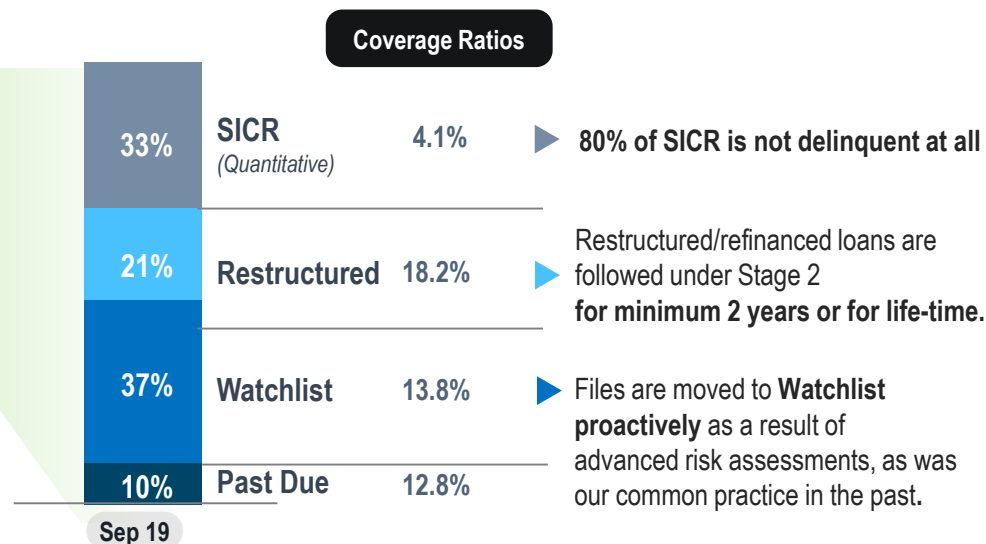 Coverage Ratios
33%
SICR
(Quantitative)
4.1%
80% of SICR is not delinquent at all
21%
Restructured
18.2%
Restructured/refinanced loans are
followed under Stage 2
for minimum 2 years or for life-time.
37%
Watchlist
13.8%
Files are moved to Watchlist
proactively as a result of
advanced risk assessments, as was
our common practice in the past.
10%
Past Due
12.8%
Sep 19